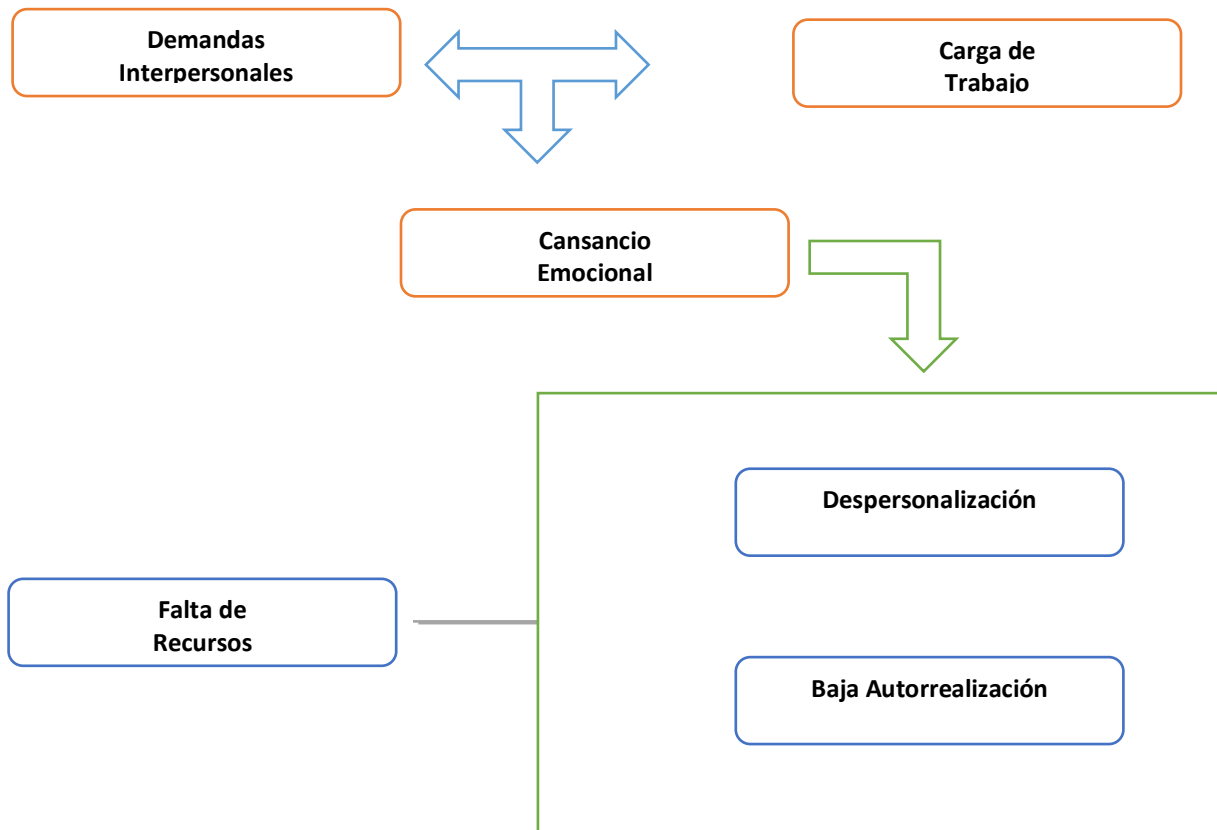 Demandas
Interpersonales
Carga de
Trabajo
Cansancio
Emocional
Despersonalización
Falta de
Recursos
Baja Autorrealización